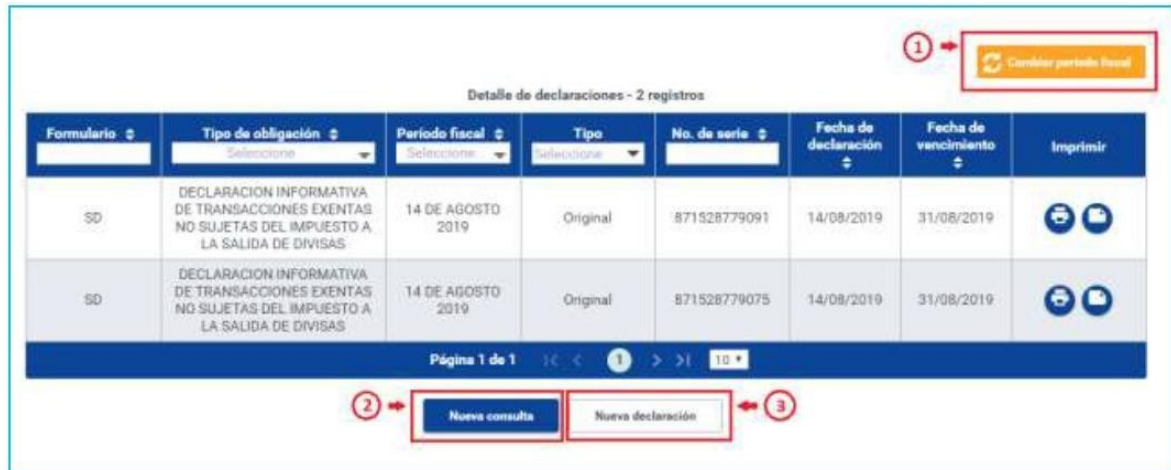 1
Cambiar período fiscal
Detalle de declaraciones - 2 registros
Formulario
Tipo de obligación
Seleccione
Período fiscal
Seleccione
Tipo
Seleccione
No. de serie
Fecha de
declaración
Fecha de
vencimiento
Imprimir
SD
DECLARACION INFORMATIVA
DE TRANSACCIONES EXENTAS
NO SUJETAS DEL IMPUESTO A
LA SALIDA DE DIVISAS
14 DE AGOSTO
2019
Original
871528779091
14/08/2019
31/08/2019
SD
DECLARACION INFORMATIVA
DE TRANSACCIONES EXENTAS
NO SUJETAS DEL IMPUESTO A
LA SALIDA DE DIVISAS
14 DE AGOSTO
2019
Original
871528779075
14/08/2019
31/08/2019
Página 1 de 1 |< < 1 > >| 10
2
Nueva consulta
Nueva declaración
3